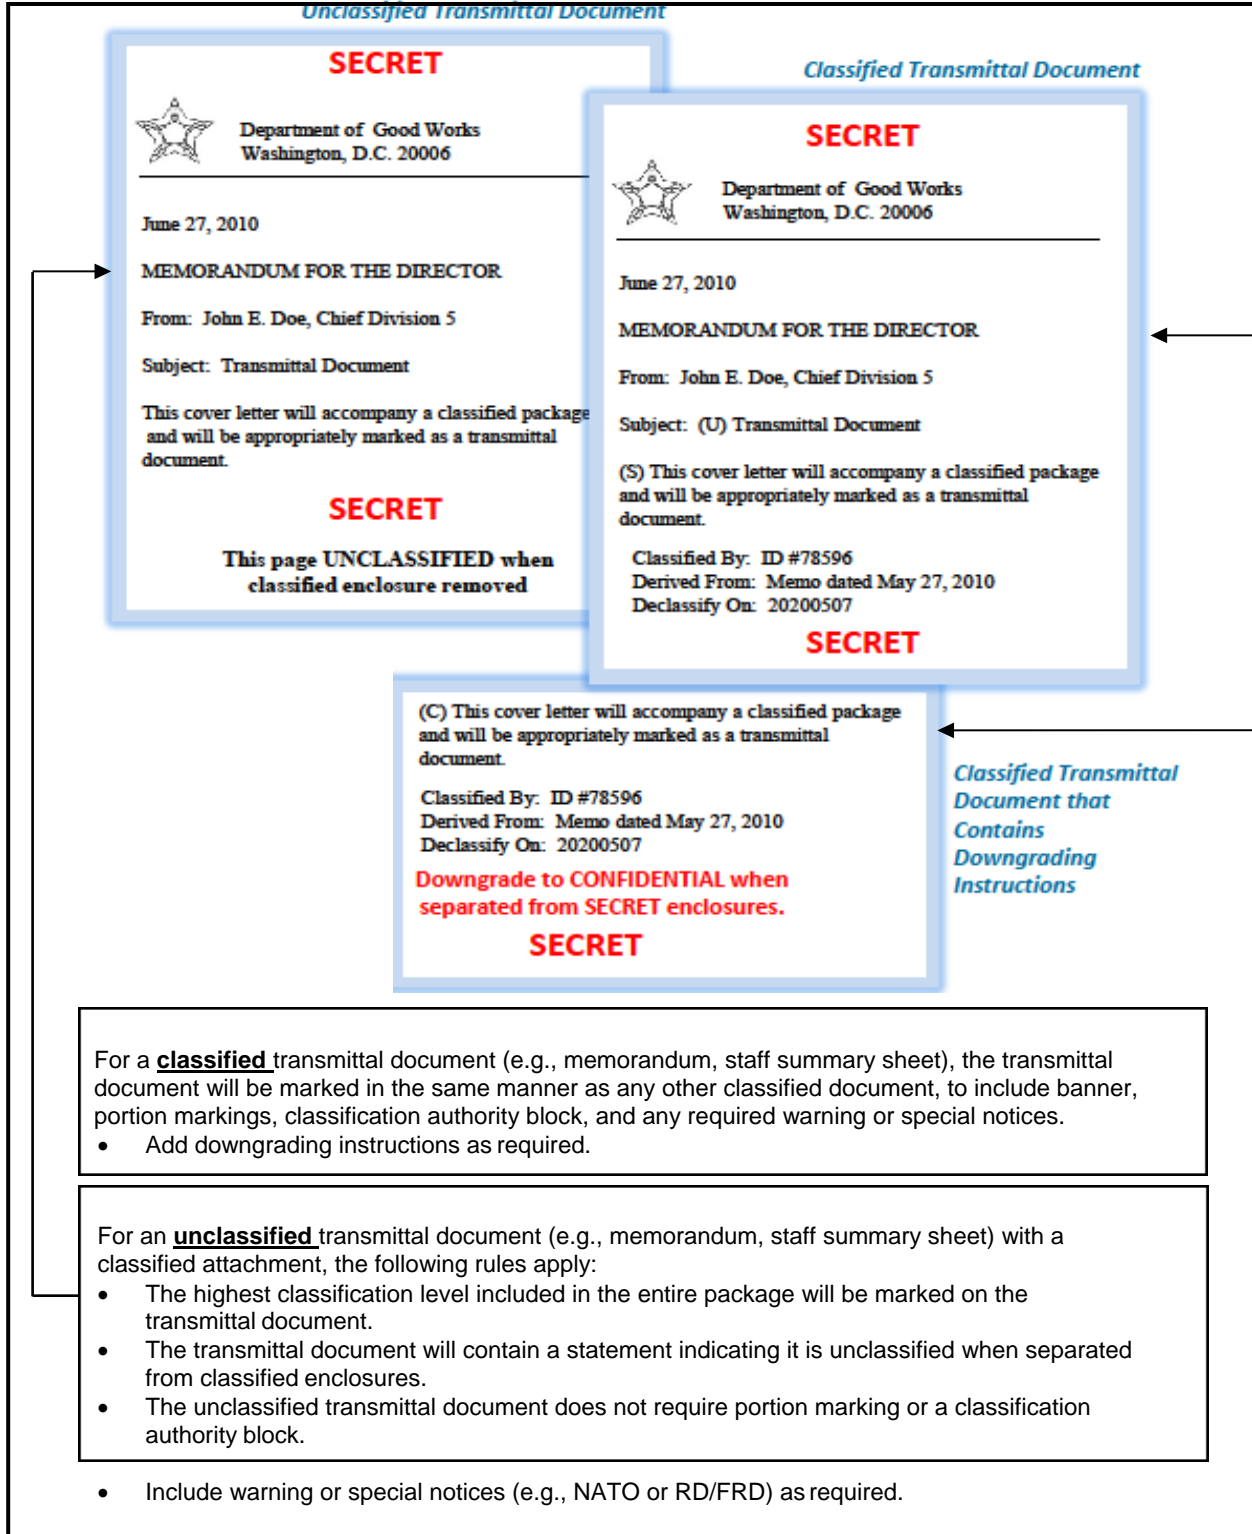 Unclassified Transmittal Document
SECRET
Department of Good Works
Washington, D.C. 20006
June 27, 2010
MEMORANDUM FOR THE DIRECTOR
From: John E. Doe, Chief Division 5
Subject: Transmittal Document
This cover letter will accompany a classified package
and will be appropriately marked as a transmittal
document.
SECRET
This page UNCLASSIFIED when
classified enclosure removed
Classified Transmittal Document
SECRET
Department of Good Works
Washington, D.C. 20006
June 27, 2010
MEMORANDUM FOR THE DIRECTOR
From: John E. Doe, Chief Division 5
Subject: (U) Transmittal Document
(S) This cover letter will accompany a classified package
and will be appropriately marked as a transmittal
document.
Classified By: ID #78596
Derived From: Memo dated May 27, 2010
Declassify On: 20200507
SECRET
(C) This cover letter will accompany a classified package
and will be appropriately marked as a transmittal
document.
Classified By: ID #78596
Derived From: Memo dated May 27, 2010
Declassify On: 20200507
Downgrade to CONFIDENTIAL when
separated from SECRET enclosures.
SECRET
Classified Transmittal
Document that
Contains
Downgrading
Instructions
For a classified transmittal document (e.g., memorandum, staff summary sheet), the transmittal
document will be marked in the same manner as any other classified document, to include banner,
portion markings, classification authority block, and any required warning or special notices.
• Add downgrading instructions as required.
For an unclassified transmittal document (e.g., memorandum, staff summary sheet) with a
classified attachment, the following rules apply:
• The highest classification level included in the entire package will be marked on the
transmittal document.
• The transmittal document will contain a statement indicating it is unclassified when separated
from classified enclosures.
• The unclassified transmittal document does not require portion marking or a classification
authority block.
• Include warning or special notices (e.g., NATO or RD/FRD) as required.